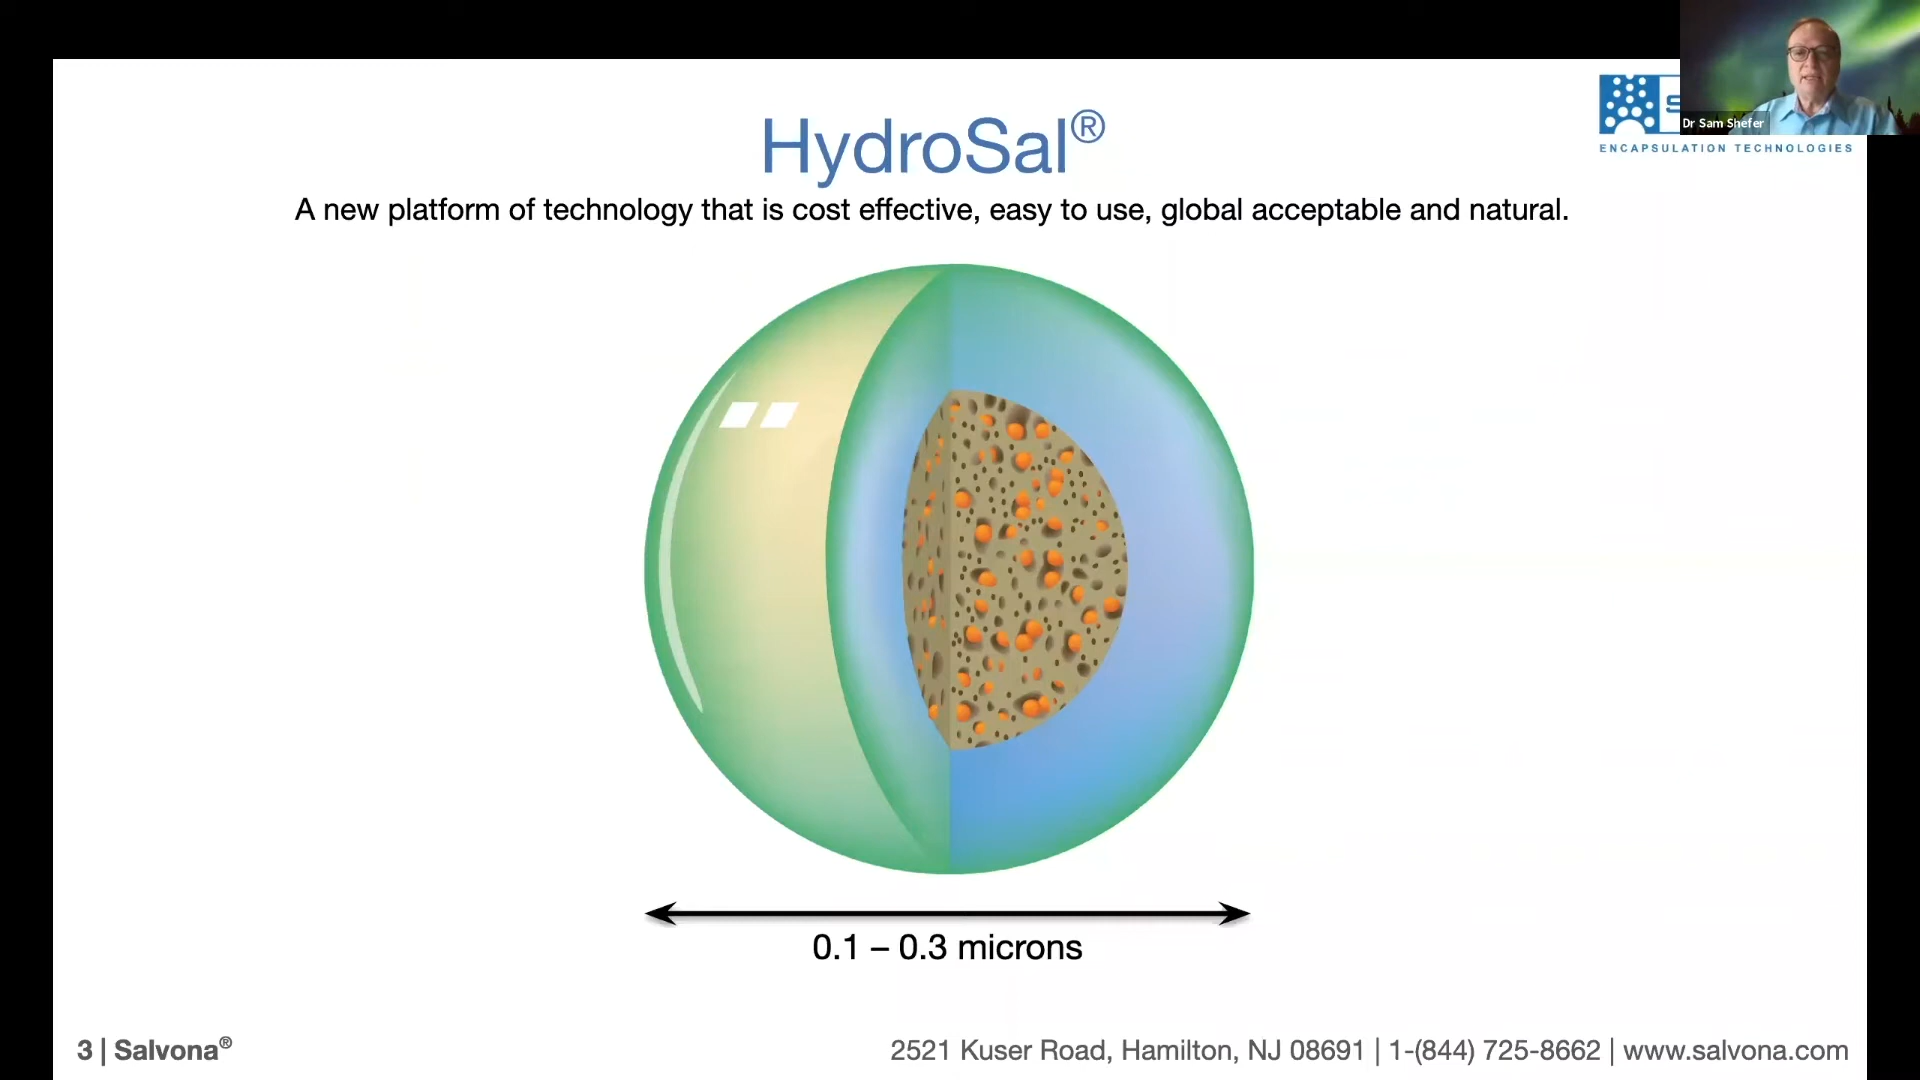 HydroSal®
A new platform of technology that is cost effective, easy to use, global acceptable and natural.
S
ENCAPSULATION TECHNOLOGIES
Dr Sam Shefer
0.1 – 0.3 microns
3 | Salvona®
2521 Kuser Road, Hamilton, NJ 08691 | 1-(844) 725-8662 | www.salvona.com